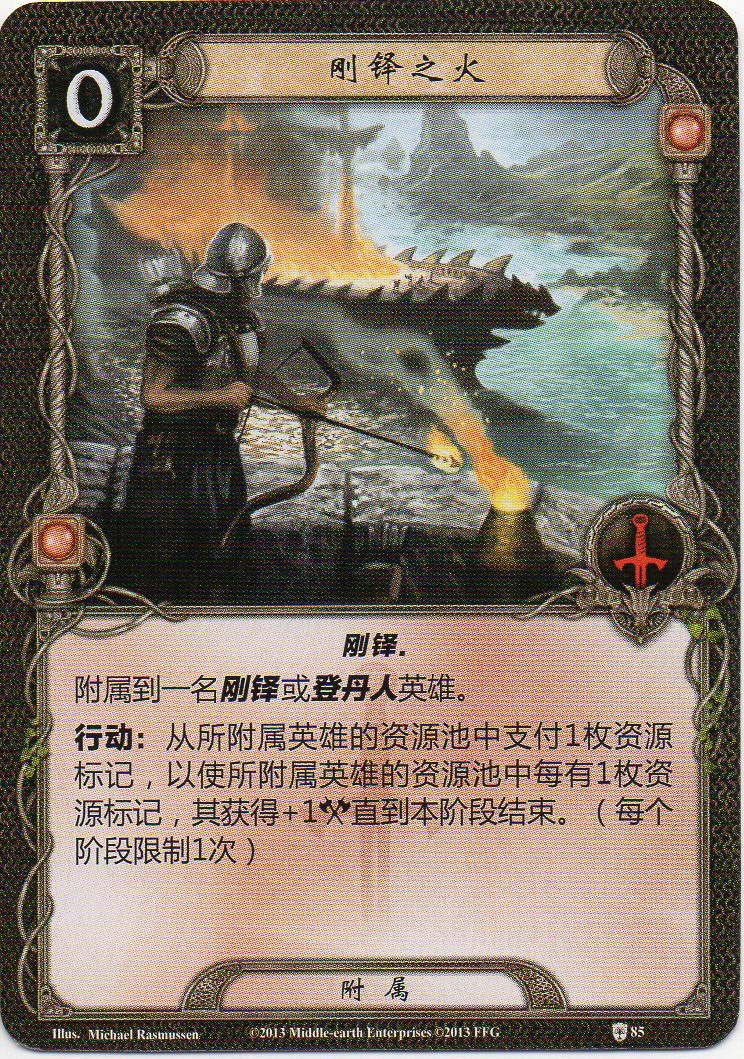 0
刚铎之火
刚铎.
附属到一名刚铎或登丹人英雄。
行动：从所附属英雄的资源池中支付1枚资源
标记，以使所附属英雄的资源池中每有1枚资
源标记，其获得+1直到本阶段结束。（每个
阶段限制1次）
附属
Illus. Michael Rasmussen ©2013 Middle-earth Enterprises ©2013 FFG 85